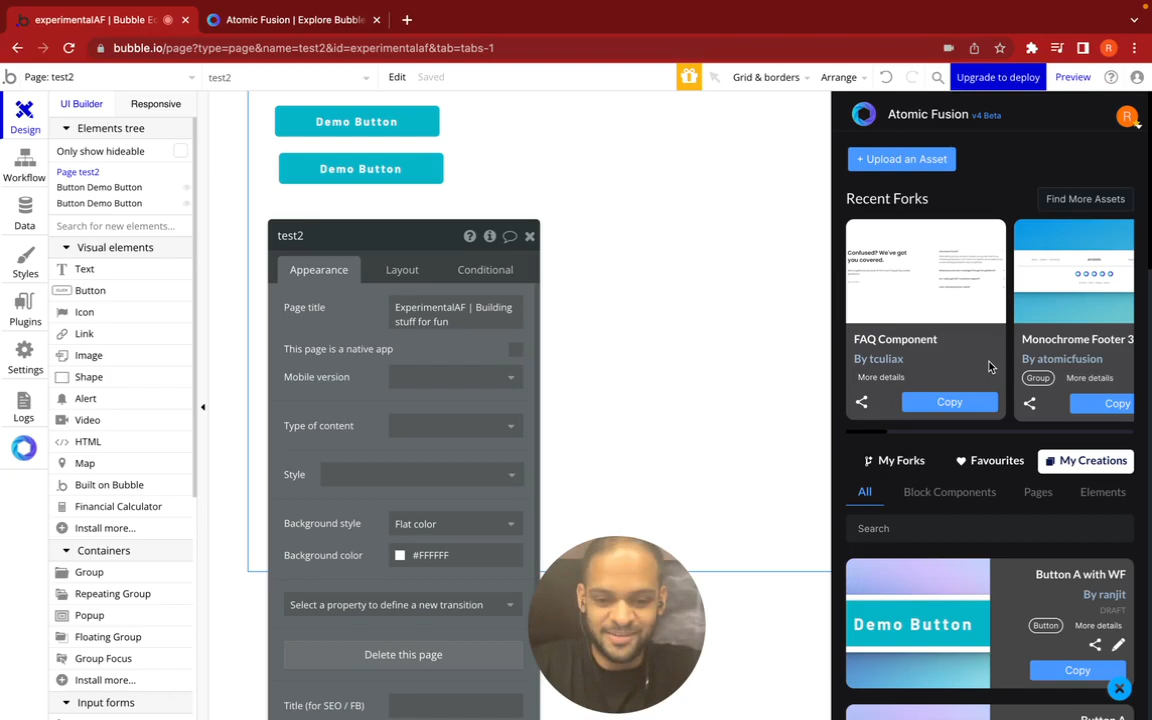 experimentalAF | Bubble Ec
Atomic Fusion | Explore Bubble
bubble.io/page?type=page&name=test2&id=experimentalaf&tab=tabs-1
R
Page: test2
test2
Edit
Saved
Grid & borders
Arrange
Upgrade to deploy
Preview
Design
Workflow
Data
Styles
Plugins
Settings
Logs
UI Builder
Responsive
Elements tree
Only show hideable
Page test2
Button Demo Button
Button Demo Button
Search for new elements...
Visual elements
Text
CLICK
Button
Icon
Link
Image
Shape
Alert
Video
HTML
Map
Built on Bubble
Financial Calculator
Install more...
Containers
Group
Repeating Group
Popup
Floating Group
Group Focus
Install more...
Input forms
Demo Button
Demo Button
test2
Appearance
Layout
Conditional
Page title
ExperimentalAF | Building
stuff for fun
This page is a native app
Mobile version
Type of content
Style
Background style
Flat color
Background color
#FFFFFF
Select a property to define a new transition
Delete this page
Title (for SEO / FB)
Atomic Fusion v4 Beta
R
+ Upload an Asset
Recent Forks
Find More Assets
Confused? We've got
you covered.
FAQ Component
By tculiax
More details
Copy
Monochrome Footer 3
By atomicfusion
Group
More details
Copy
My Forks
Favourites
My Creations
All
Block Components
Pages
Elements
Search
Demo Button
Button A with WF
By ranjit
DRAFT
Button
More details
Copy
Button A